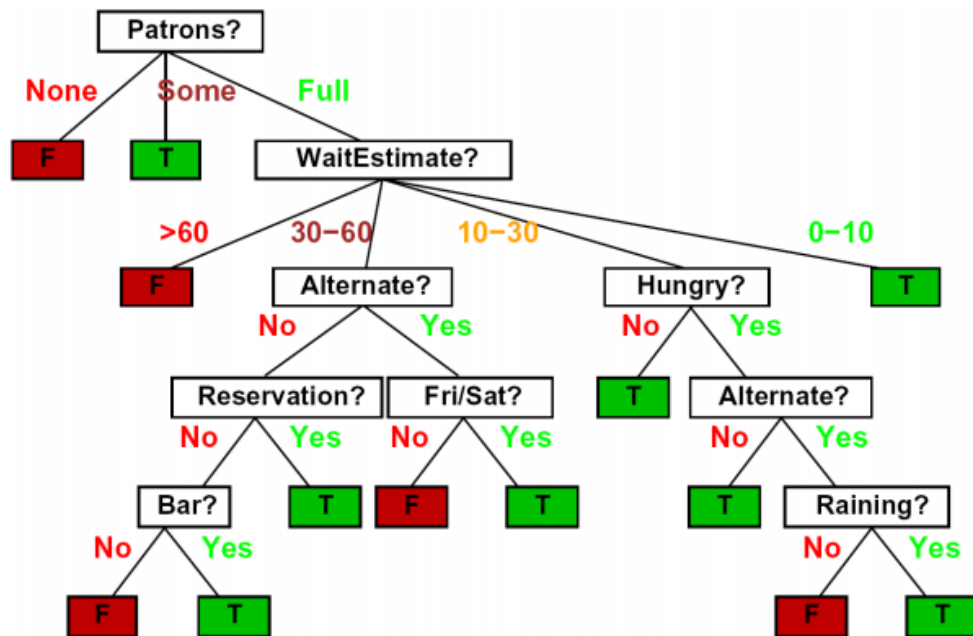 Patrons?
None Some Full
F T WaitEstimate?
>60 30−60 10−30 0−10
F Alternate? Hungry? T
No Yes No Yes
Reservation? Fri/Sat? T Alternate?
No Yes No Yes No Yes
Bar? T F T T Raining?
No Yes No Yes
F T F T